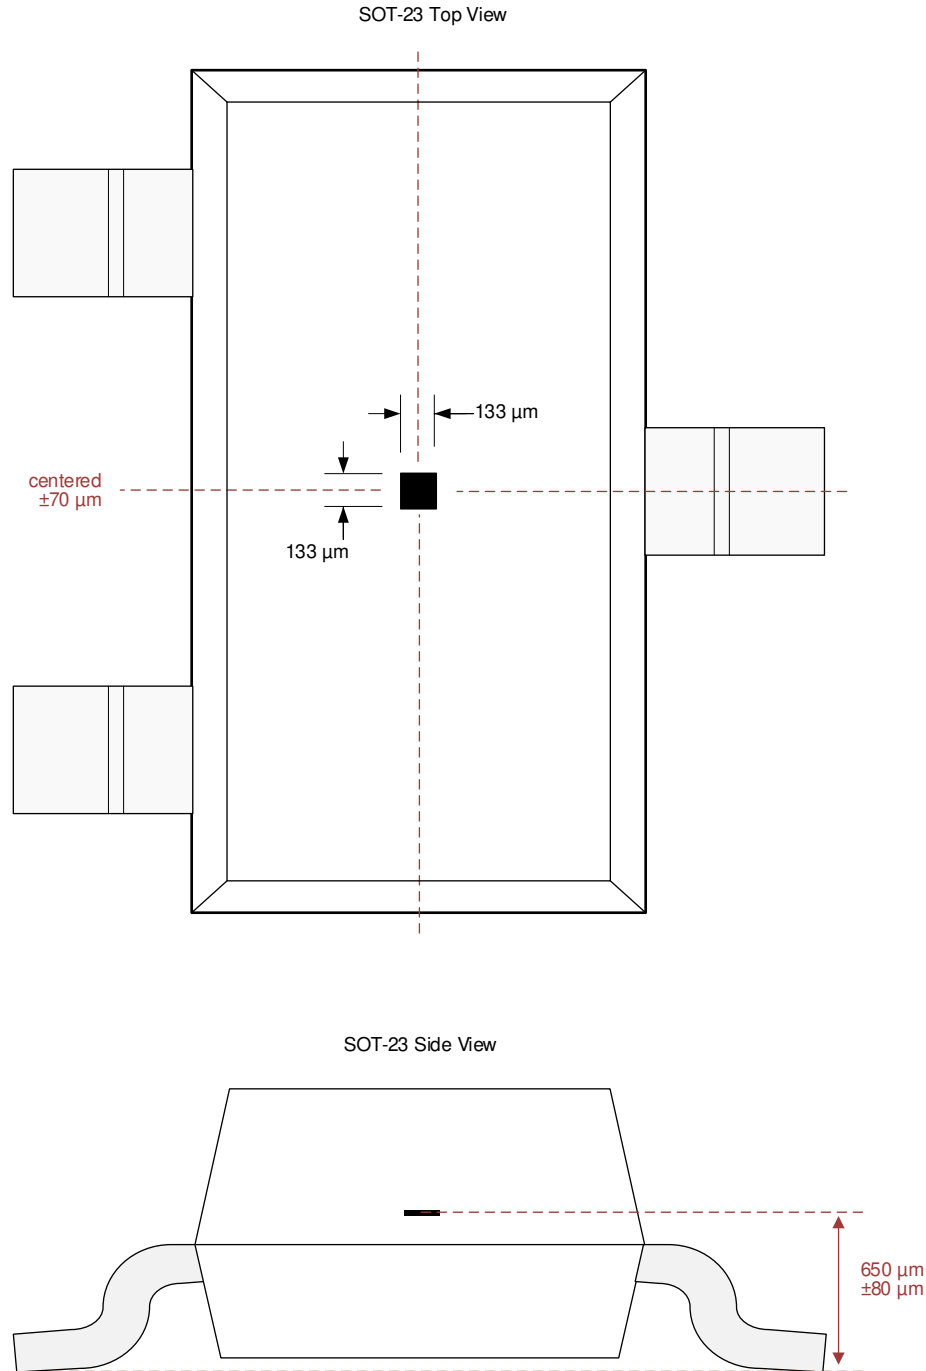 SOT-23 Top View
133 µm
centered
±70 µm
133 µm
SOT-23 Side View
650 µm
±80 µm